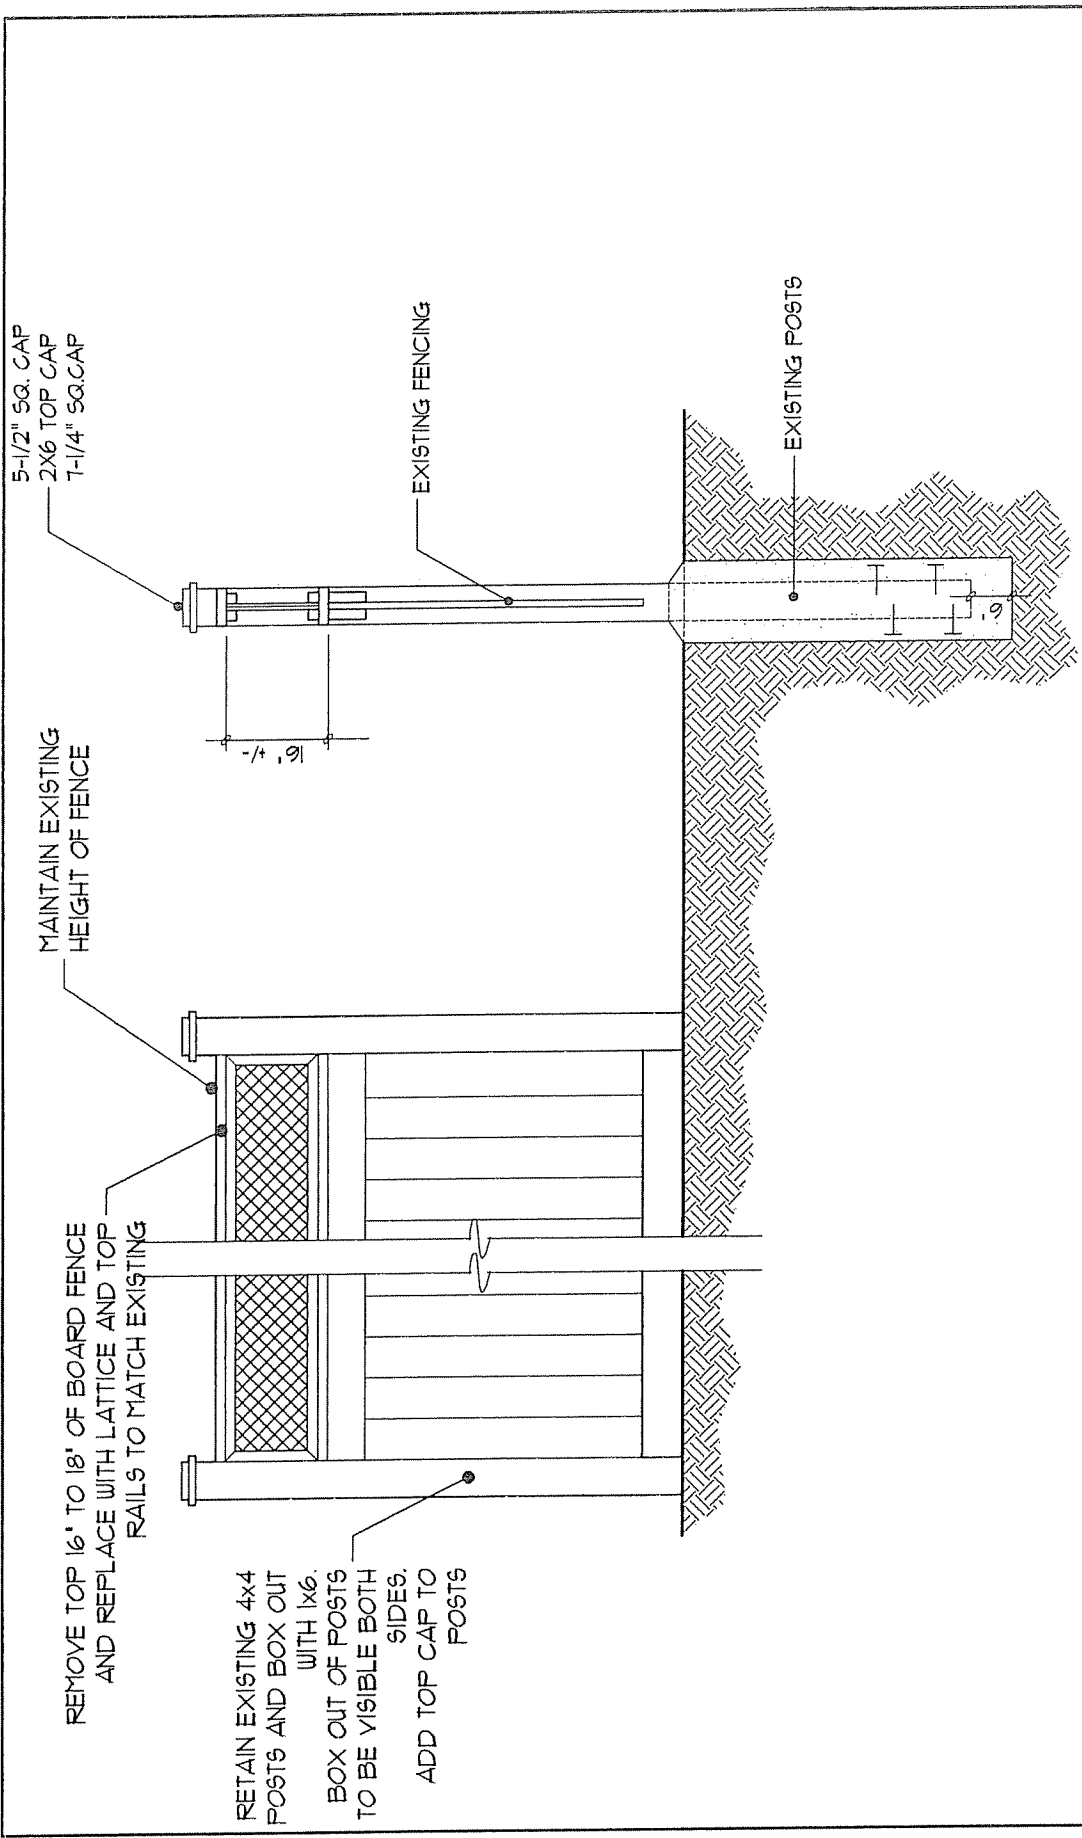 REMOVE TOP 16" TO 18" OF BOARD FENCE
AND REPLACE WITH LATTICE AND TOP
RAILS TO MATCH EXISTING
MAINTAIN EXISTING
HEIGHT OF FENCE
5-1/2" SQ. CAP
2X6 TOP CAP
7-1/4" SQ.CAP
RETAIN EXISTING 4x4
POSTS AND BOX OUT
WITH 1x6.
BOX OUT OF POSTS
TO BE VISIBLE BOTH
SIDES.
ADD TOP CAP TO
POSTS
16" +/-
EXISTING FENCING
EXISTING POSTS
6"